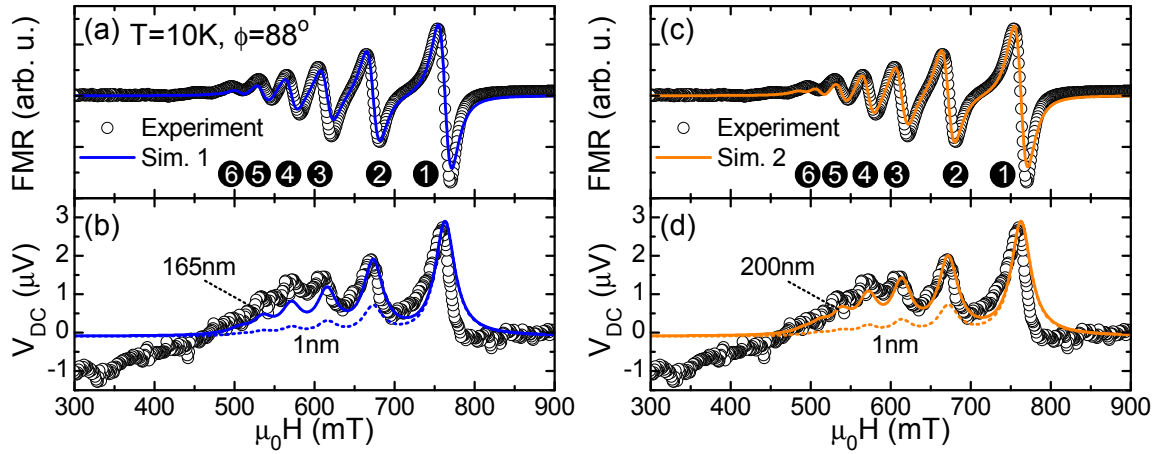 (a) T=10K, ϕ=88°
FMR (arb. u.)
Experiment
Sim. 1
6 5 4 3 2 1
(b)
V_DC (μV)
3
2
1
0
-1
165nm
1nm
300 400 500 600 700 800 900
μ₀H (mT)
(c)
FMR (arb. u.)
Experiment
Sim. 2
6 5 4 3 2 1
(d)
V_DC (μV)
3
2
1
0
-1
200nm
1nm
300 400 500 600 700 800 900
μ₀H (mT)